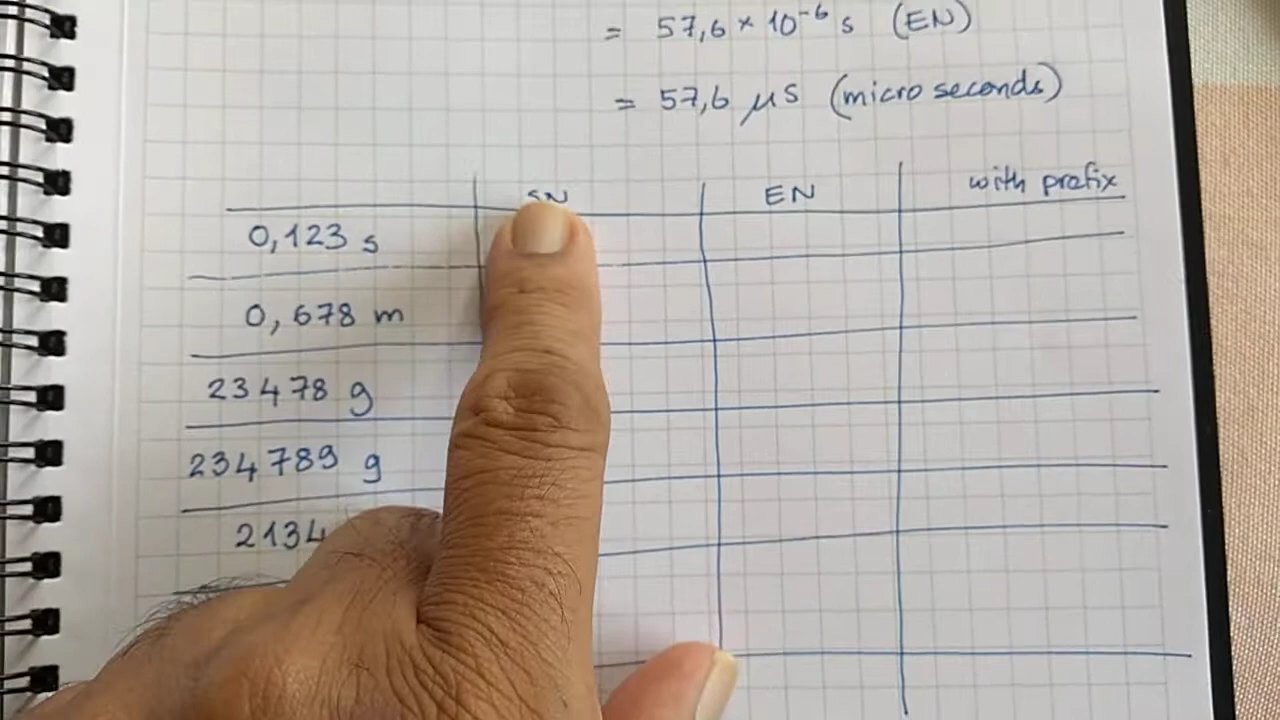 = 57,6 × 10⁻⁶ s (EN)
= 57,6 μs (micro seconds)
SN EN with prefix
0,123 s
0,678 m
23478 g
234789 g
2134